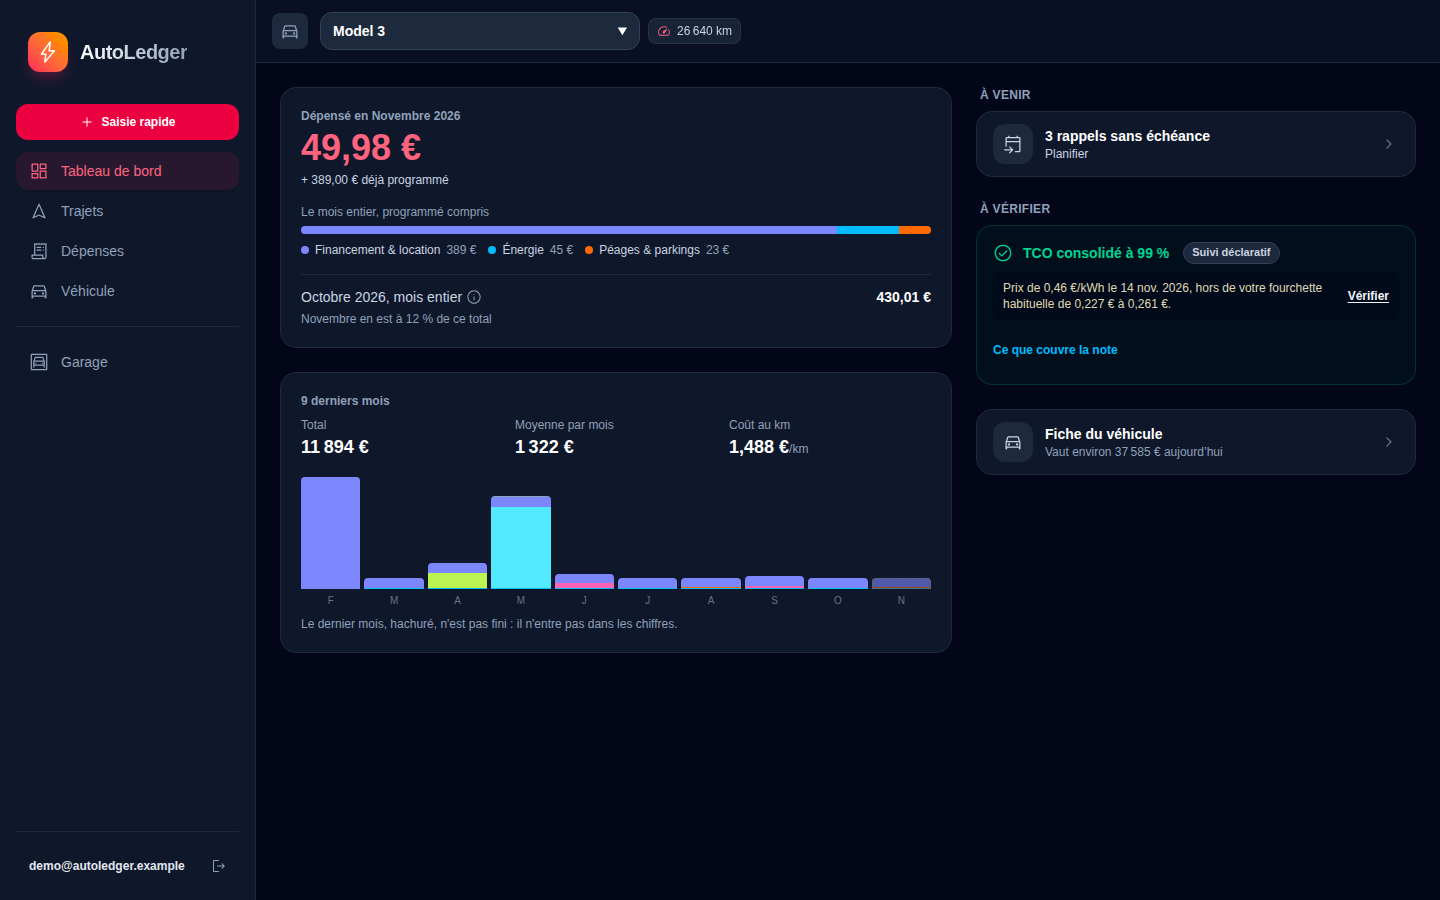 AutoLedger
Saisie rapide
Tableau de bord
Trajets
Dépenses
Véhicule
Garage
demo@autoledger.example
Model 3
26 640 km
Dépensé en Novembre 2026
49,98 €
+ 389,00 € déjà programmé
Le mois entier, programmé compris
Financement & location 389 € Énergie 45 € Péages & parkings 23 €
Octobre 2026, mois entier 430,01 €
Novembre en est à 12 % de ce total
9 derniers mois
Total Moyenne par mois Coût au km
11 894 € 1 322 € 1,488 €/km
F M A M J J A S O N
Le dernier mois, hachuré, n'est pas fini : il n'entre pas dans les chiffres.
À VENIR
3 rappels sans échéance
Planifier
À VÉRIFIER
TCO consolidé à 99 % Suivi déclaratif
Prix de 0,46 €/kWh le 14 nov. 2026, hors de votre fourchette
habituelle de 0,227 € à 0,261 €.
Vérifier
Ce que couvre la note
Fiche du véhicule
Vaut environ 37 585 € aujourd’hui